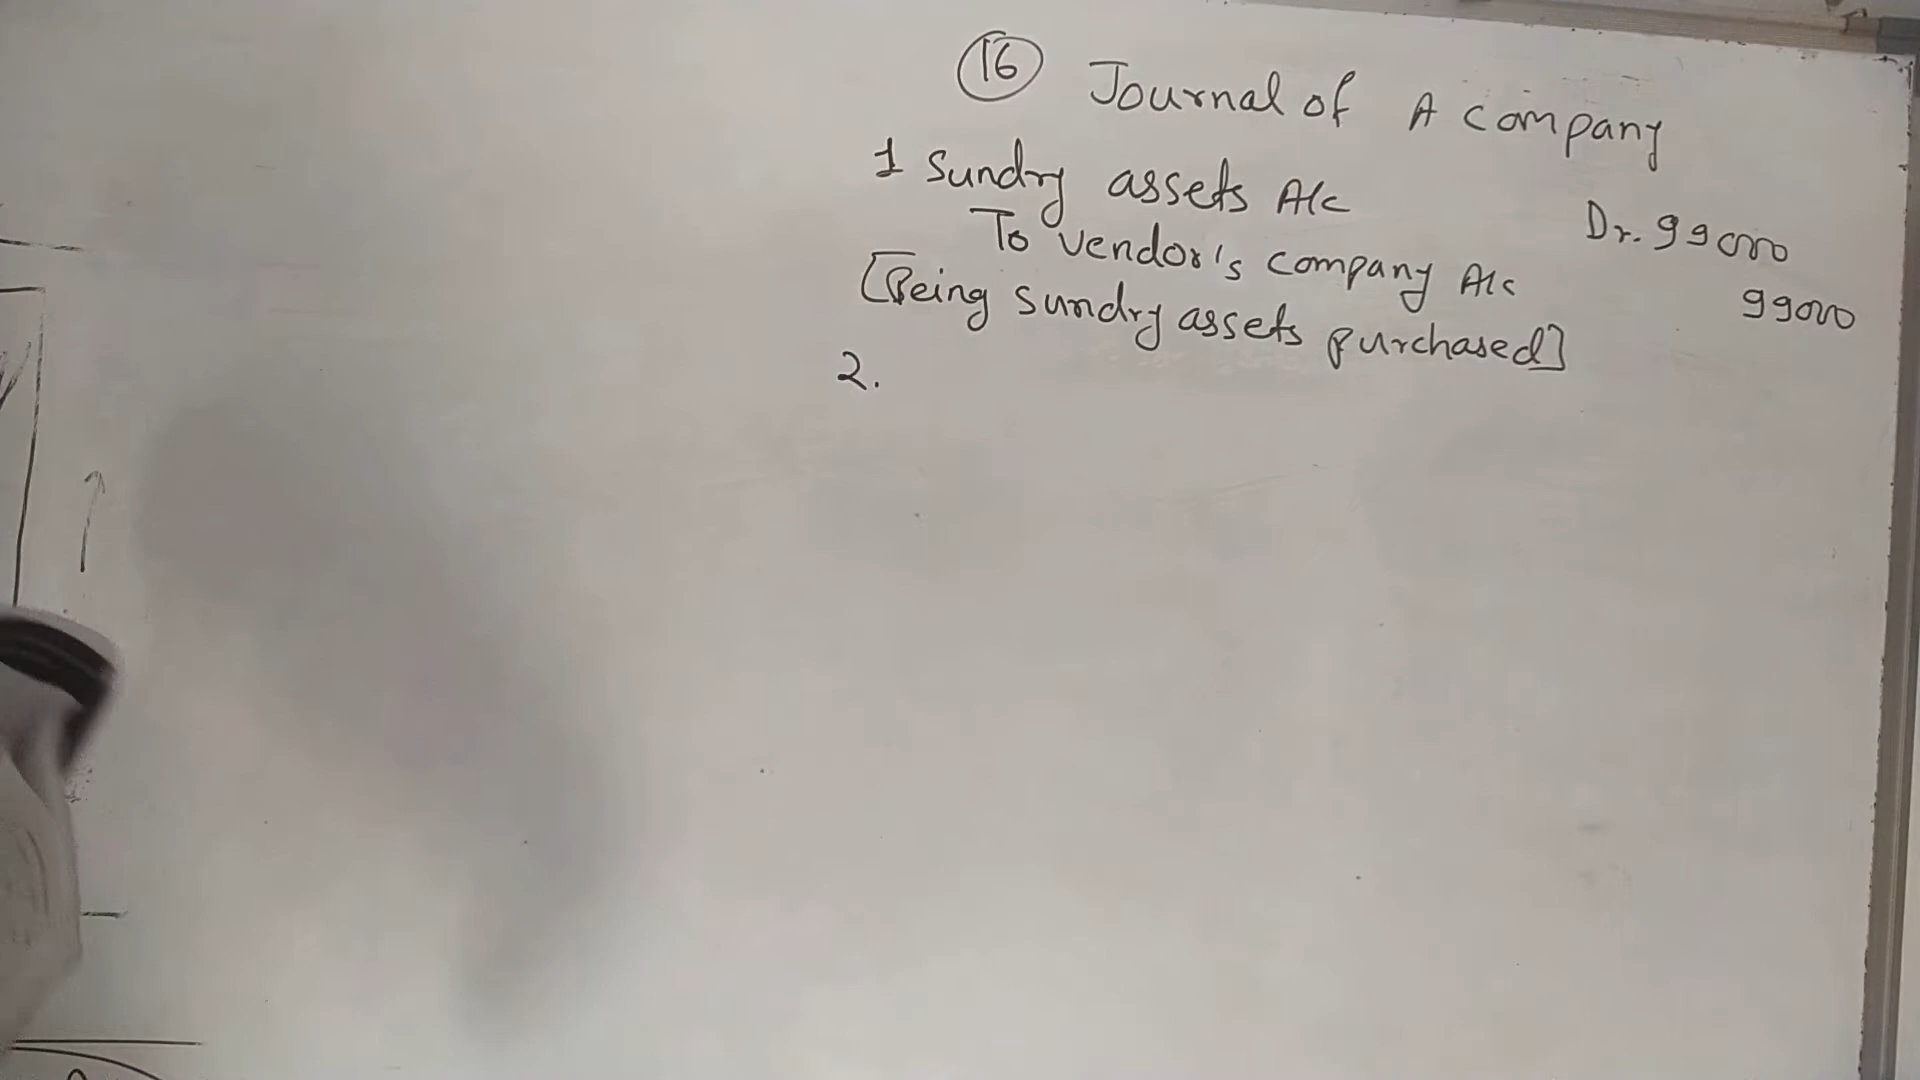 16 Journal of A company
1 Sundry assets A/c Dr. 99000
To vendor's company A/c 99000
[Being sundry assets purchased]
2.